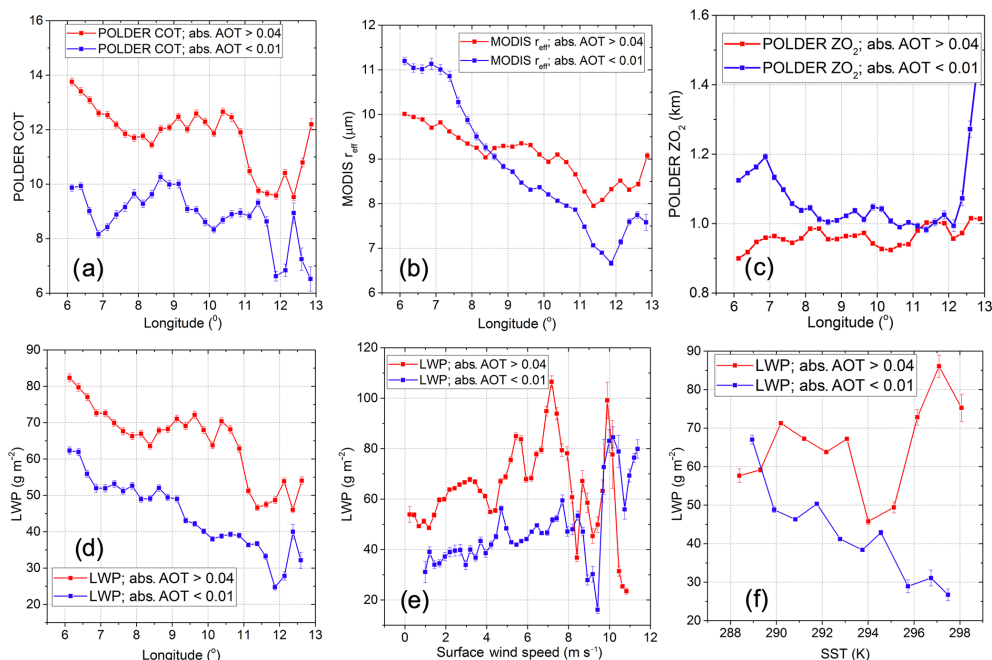 POLDER COT; abs. AOT > 0.04
POLDER COT; abs. AOT < 0.01
POLDER COT
16
14
12
10
8
6
(a)
6 7 8 9 10 11 12 13
Longitude (°)
MODIS r_eff; abs. AOT > 0.04
MODIS r_eff; abs. AOT < 0.01
MODIS r_eff (µm)
12
11
10
9
8
7
6
(b)
6 7 8 9 10 11 12 13
Longitude (°)
POLDER ZO₂; abs. AOT > 0.04
POLDER ZO₂; abs. AOT < 0.01
POLDER ZO₂ (km)
1.6
1.4
1.2
1.0
0.8
(c)
6 7 8 9 10 11 12 13
Longitude (°)
LWP (g m⁻²)
90
80
70
60
50
40
30
20
(d)
LWP; abs. AOT > 0.04
LWP; abs. AOT < 0.01
6 7 8 9 10 11 12 13
Longitude (°)
LWP; abs. AOT > 0.04
LWP; abs. AOT < 0.01
LWP (g m⁻²)
120
100
80
60
40
20
(e)
0 2 4 6 8 10 12
Surface wind speed (m s⁻¹)
LWP; abs. AOT > 0.04
LWP; abs. AOT < 0.01
LWP (g m⁻²)
90
80
70
60
50
40
30
20
(f)
288 290 292 294 296 298
SST (K)